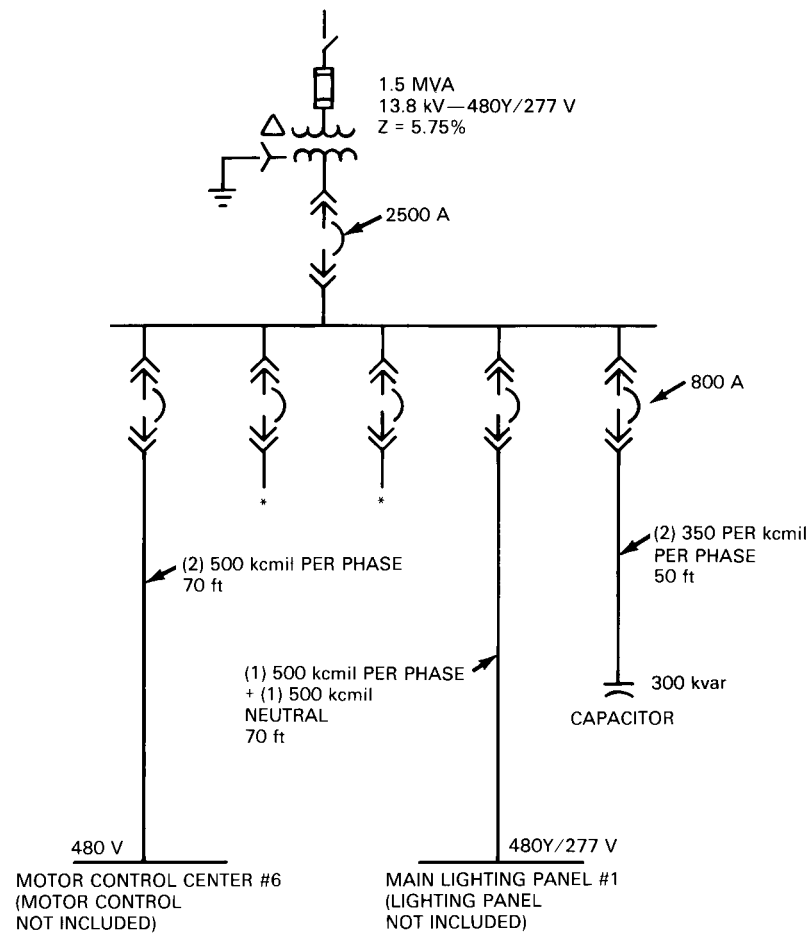 1.5 MVA
13.8 kV—480Y/277 V
Z = 5.75%
2500 A
800 A
*
*
(2) 500 kcmil PER PHASE
70 ft
(2) 350 PER kcmil
PER PHASE
50 ft
(1) 500 kcmil PER PHASE
+ (1) 500 kcmil
NEUTRAL
70 ft
300 kvar
CAPACITOR
480 V
MOTOR CONTROL CENTER #6
(MOTOR CONTROL
NOT INCLUDED)
480Y/277 V
MAIN LIGHTING PANEL #1
(LIGHTING PANEL
NOT INCLUDED)